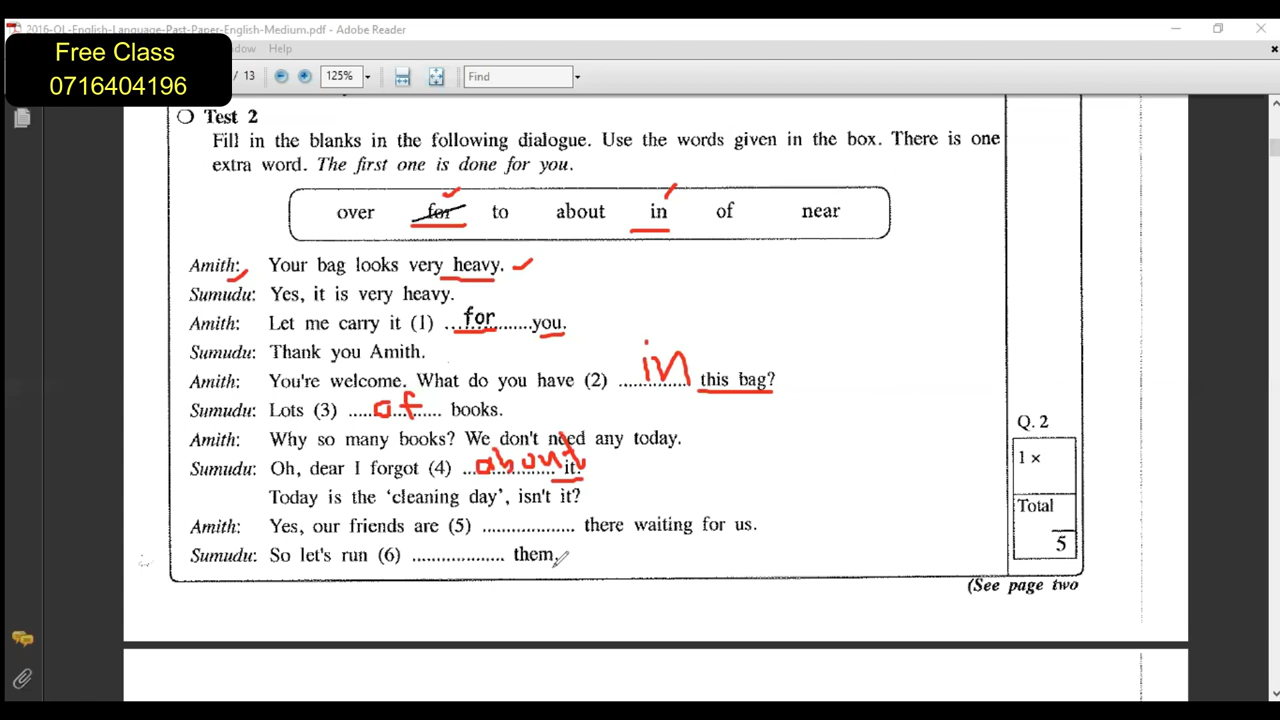 2016-OL-English-Language-Past-Paper-English-Medium.pdf - Adobe Reader
Free Class
0716404196
Help
/ 13
125%
Find
Test 2
Fill in the blanks in the following dialogue. Use the words given in the box. There is one
extra word. The first one is done for you.
over for to about in of near
Amith: Your bag looks very heavy.
Sumudu: Yes, it is very heavy.
Amith: Let me carry it (1) ....for........you.
Sumudu: Thank you Amith.
Amith: You're welcome. What do you have (2) ....in.... this bag?
Sumudu: Lots (3) .....of..... books.
Amith: Why so many books? We don't need any today.
Sumudu: Oh, dear I forgot (4) ...about... it.
Today is the 'cleaning day', isn't it?
Amith: Yes, our friends are (5) .................. there waiting for us.
Sumudu: So let's run (6) .................. them.
Q. 2
1 ×
Total
5
(See page two